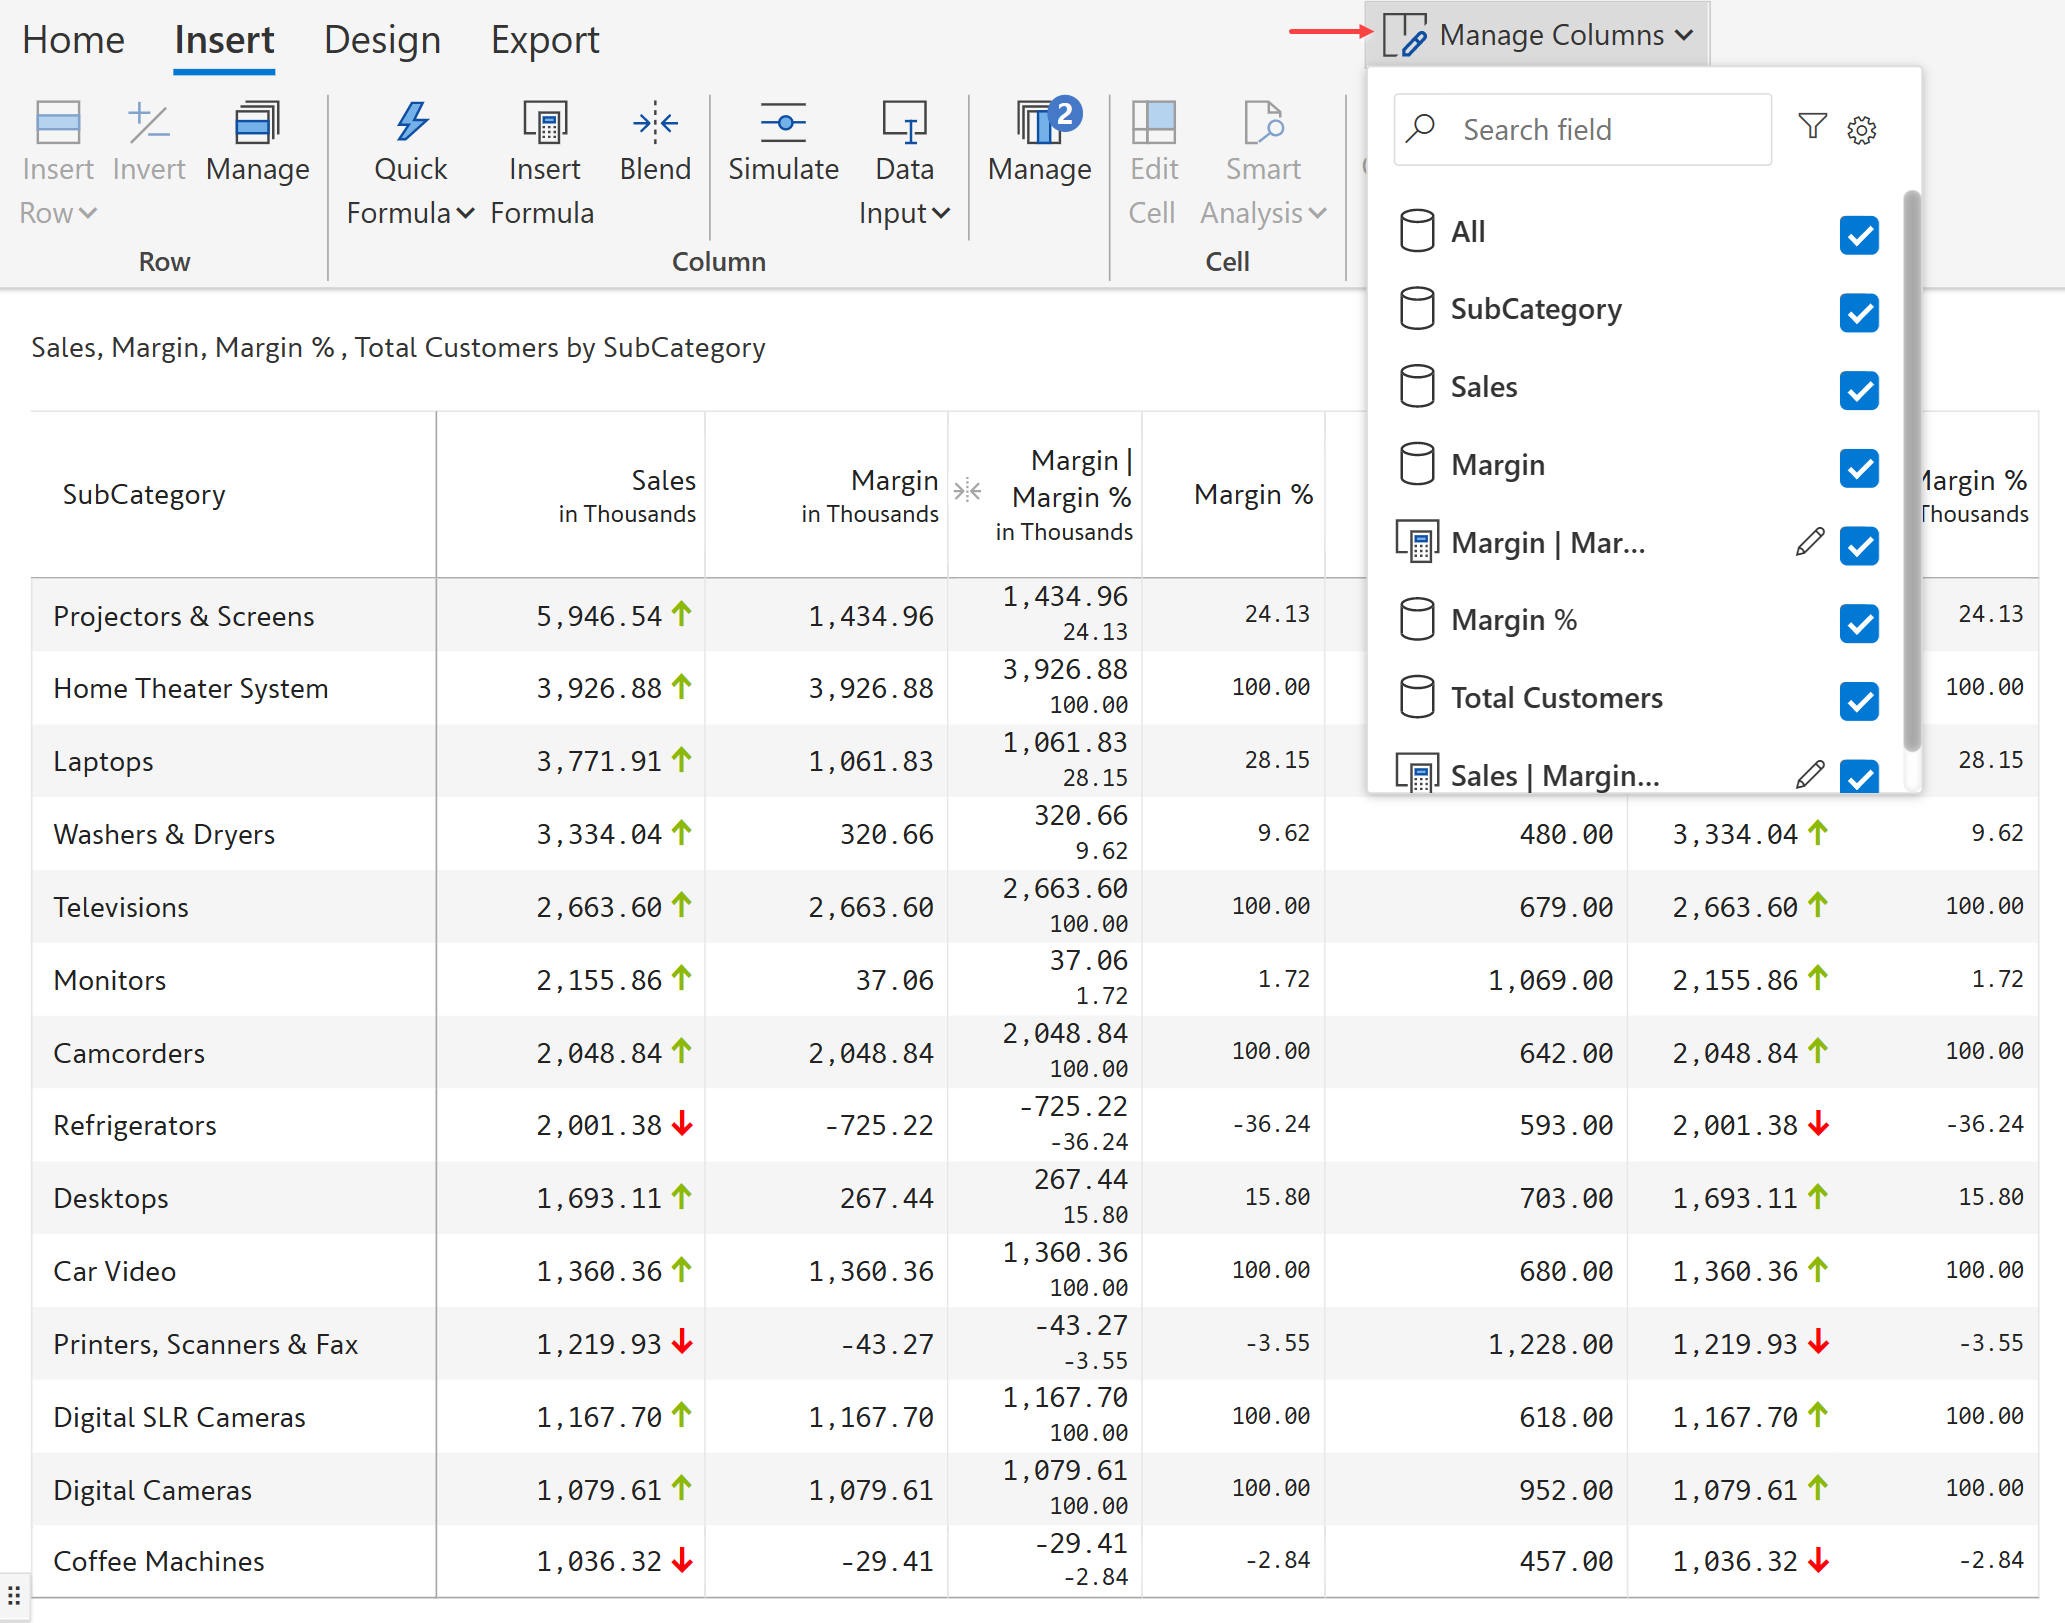 Home Insert Design Export Manage Columns
Insert Row Invert Manage Quick Formula Insert Formula Blend Simulate Data Input Manage 2 Edit Cell Smart Analysis
Row Column Cell
Search field
All
SubCategory
Sales
Margin
Margin | Mar...
Margin %
Total Customers
Sales | Margin...
Sales, Margin, Margin % , Total Customers by SubCategory
SubCategory Sales in Thousands Margin in Thousands Margin | Margin % in Thousands Margin % Margin % Thousands
Projectors & Screens 5,946.54 1,434.96 1,434.96 24.13 24.13 24.13
Home Theater System 3,926.88 3,926.88 3,926.88 100.00 100.00 100.00
Laptops 3,771.91 1,061.83 1,061.83 28.15 28.15 28.15
Washers & Dryers 3,334.04 320.66 320.66 9.62 9.62 480.00 3,334.04 9.62
Televisions 2,663.60 2,663.60 2,663.60 100.00 100.00 679.00 2,663.60 100.00
Monitors 2,155.86 37.06 37.06 1.72 1.72 1,069.00 2,155.86 1.72
Camcorders 2,048.84 2,048.84 2,048.84 100.00 100.00 642.00 2,048.84 100.00
Refrigerators 2,001.38 -725.22 -725.22 -36.24 -36.24 593.00 2,001.38 -36.24
Desktops 1,693.11 267.44 267.44 15.80 15.80 703.00 1,693.11 15.80
Car Video 1,360.36 1,360.36 1,360.36 100.00 100.00 680.00 1,360.36 100.00
Printers, Scanners & Fax 1,219.93 -43.27 -43.27 -3.55 -3.55 1,228.00 1,219.93 -3.55
Digital SLR Cameras 1,167.70 1,167.70 1,167.70 100.00 100.00 618.00 1,167.70 100.00
Digital Cameras 1,079.61 1,079.61 1,079.61 100.00 100.00 952.00 1,079.61 100.00
Coffee Machines 1,036.32 -29.41 -29.41 -2.84 -2.84 457.00 1,036.32 -2.84